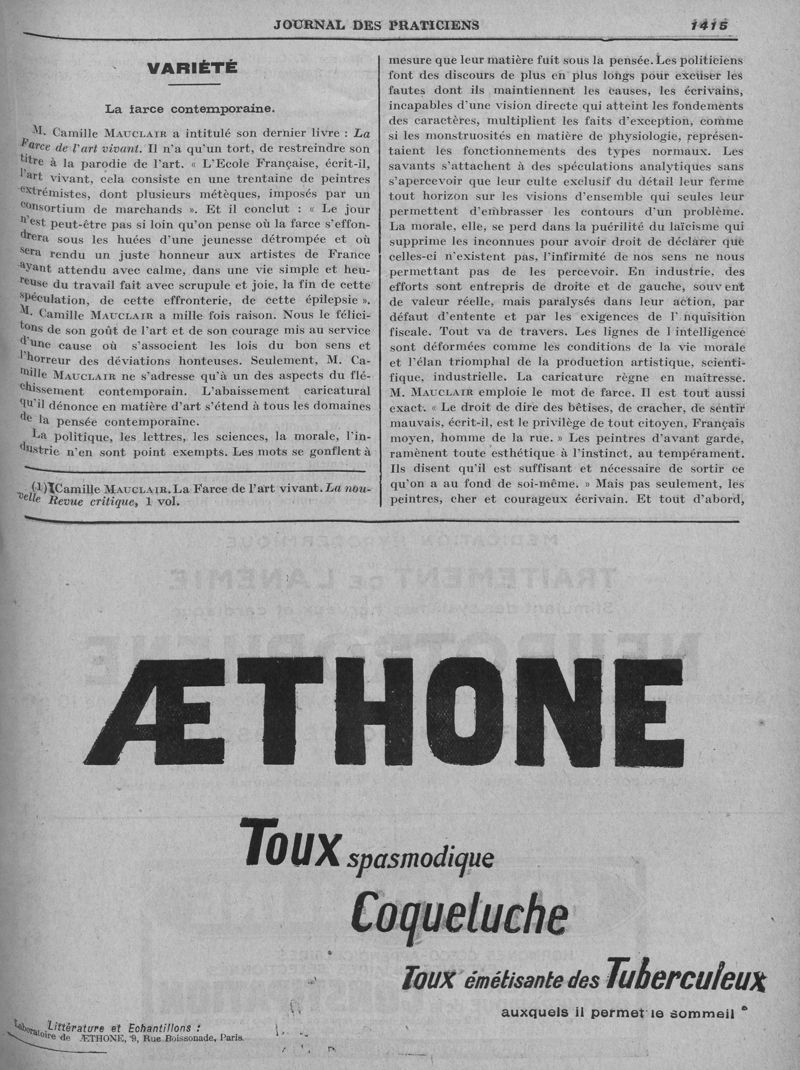 JOURNAL DES PRATICIENS 1415
VARIÉTÉ
La farce contemporaine.
M. Camille MAUCLAIR a intitulé son dernier livre : La
Farce de l'art vivant. Il n'a qu'un tort, de restreindre son
titre à la parodie de l'art. « L'Ecole Française, écrit-il,
l'art vivant, cela consiste en une trentaine de peintres
extrémistes, dont plusieurs métèques, imposés par un
consortium de marchands ». Et il conclut : « Le jour
n'est peut-être pas si loin qu'on pense où la farce s'effon-
drera sous les huées d'une jeunesse détrompée et où
sera rendu un juste honneur aux artistes de France
ayant attendu avec calme, dans une vie simple et heu-
reuse du travail fait avec scrupule et joie, la fin de cette
spéculation, de cette effronterie, de cette épilepsie ».
M. Camille MAUCLAIR a mille fois raison. Nous le félici-
tons de son goût de l'art et de son courage mis au service
d'une cause où s'associent les lois du bon sens et
l'horreur des déviations honteuses. Seulement, M. Ca-
mille MAUCLAIR ne s'adresse qu'à un des aspects du flé-
chissement contemporain. L'abaissement caricatural
qu'il dénonce en matière d'art s'étend à tous les domaines
de la pensée contemporaine.
La politique, les lettres, les sciences, la morale, l'in-
dustrie n'en sont point exempts. Les mots se gonflent à
(1) Camille MAUCLAIR. La Farce de l'art vivant. La nou-
velle Revue critique, 1 vol.
mesure que leur matière fuit sous la pensée. Les politiciens
font des discours de plus en plus longs pour excuser les
fautes dont ils maintiennent les causes, les écrivains,
incapables d'une vision directe qui atteint les fondements
des caractères, multiplient les faits d'exception, comme
si les monstruosités en matière de physiologie, représen-
taient les fonctionnements des types normaux. Les
savants s'attachent à des spéculations analytiques sans
s'apercevoir que leur culte exclusif du détail leur ferme
tout horizon sur les visions d'ensemble qui seules leur
permettent d'embrasser les contours d'un problème.
La morale, elle, se perd dans la puérilité du laïcisme qui
supprime les inconnues pour avoir droit de déclarer que
celles-ci n'existent pas, l'infirmité de nos sens ne nous
permettant pas de les percevoir. En industrie, des
efforts sont entrepris de droite et de gauche, souvent
de valeur réelle, mais paralysés dans leur action, par
défaut d'entente et par les exigences de l' nquisition
fiscale. Tout va de travers. Les lignes de l intelligence
sont déformées comme les conditions de la vie morale
et l'élan triomphal de la production artistique, scienti-
fique, industrielle. La caricature règne en maîtresse.
M. MAUCLAIR emploie le mot de farce. Il est tout aussi
exact. « Le droit de dire des bêtises, de cracher, de sentir
mauvais, écrit-il, est le privilège de tout citoyen, Français
moyen, homme de la rue. » Les peintres d'avant garde,
ramènent toute esthétique à l'instinct, au tempérament.
Ils disent qu'il est suffisant et nécessaire de sortir ce
qu'on a au fond de soi-même. » Mais pas seulement, les
peintres, cher et courageux écrivain. Et tout d'abord,
ÆTHONE
Toux spasmodique
Coqueluche
Toux émétisante des Tuberculeux
auxquels il permet le sommeil
Littérature et Echantillons :
Laboratoire de ÆTHONE, 9, Rue Boissonade, Paris.